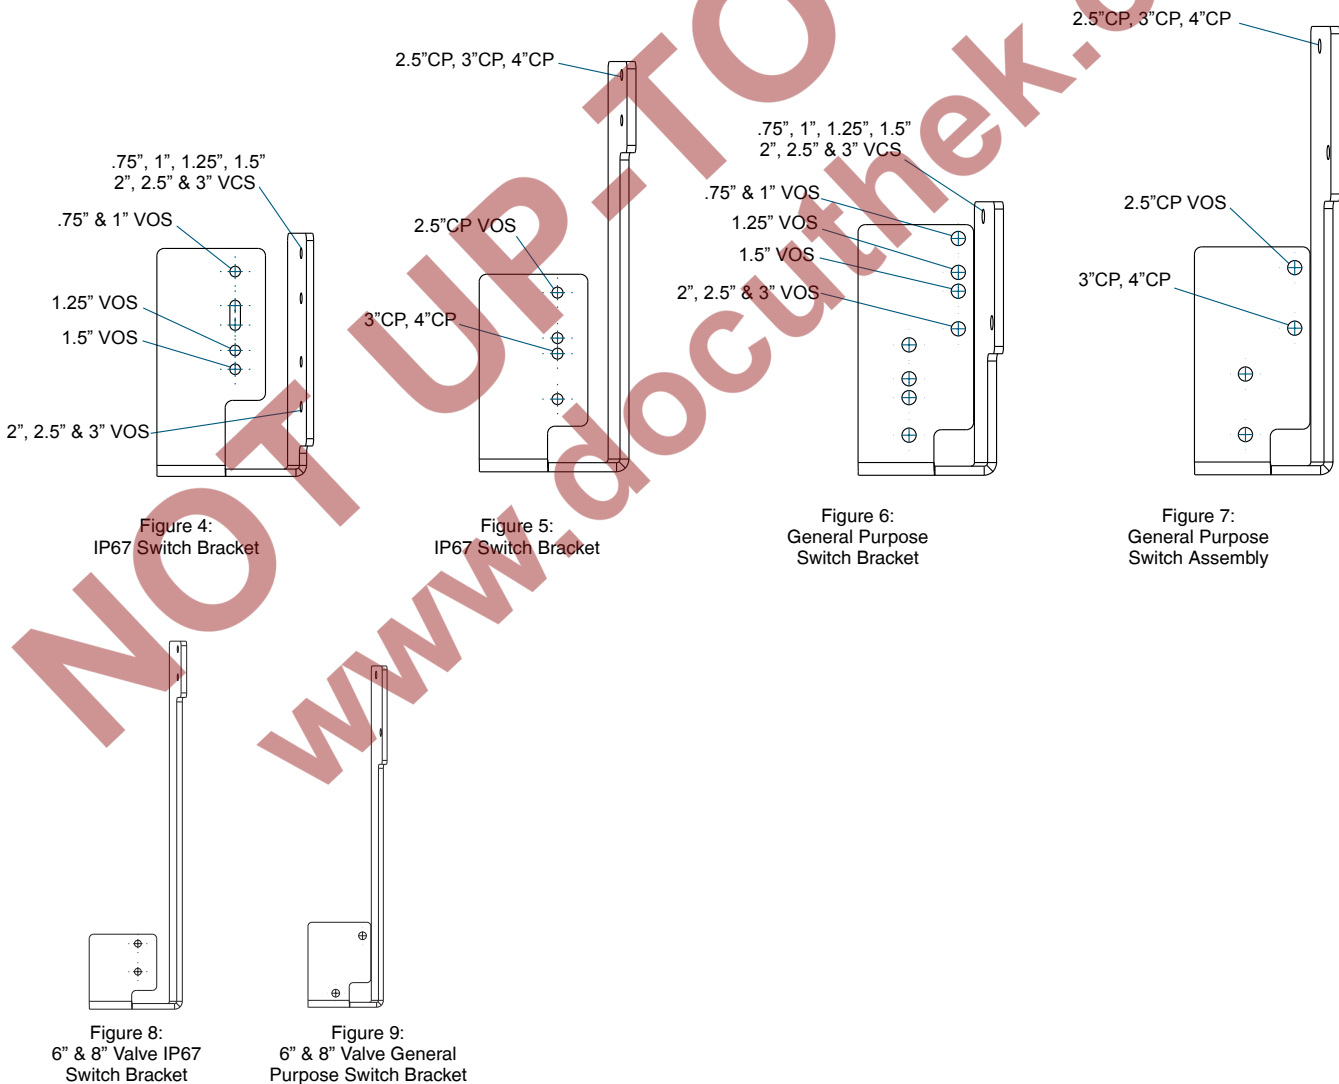 2.5”CP, 3”CP, 4”CP
2.5”CP, 3”CP, 4”CP
.75”, 1”, 1.25”, 1.5”
2”, 2.5” & 3” VCS
.75”, 1”, 1.25”, 1.5”
2”, 2.5” & 3” VCS
.75” & 1” VOS
1.25” VOS
1.5” VOS
2”, 2.5” & 3” VOS
2.5”CP VOS
3”CP, 4”CP
.75” & 1” VOS
1.25” VOS
1.5” VOS
2”, 2.5” & 3” VOS
2.5”CP VOS
3”CP, 4”CP
Figure 4:
IP67 Switch Bracket
Figure 5:
IP67 Switch Bracket
Figure 6:
General Purpose
Switch Bracket
Figure 7:
General Purpose
Switch Assembly
Figure 8:
6” & 8” Valve IP67
Switch Bracket
Figure 9:
6” & 8” Valve General
Purpose Switch Bracket
NOT UP-TO
www.docuthek.c